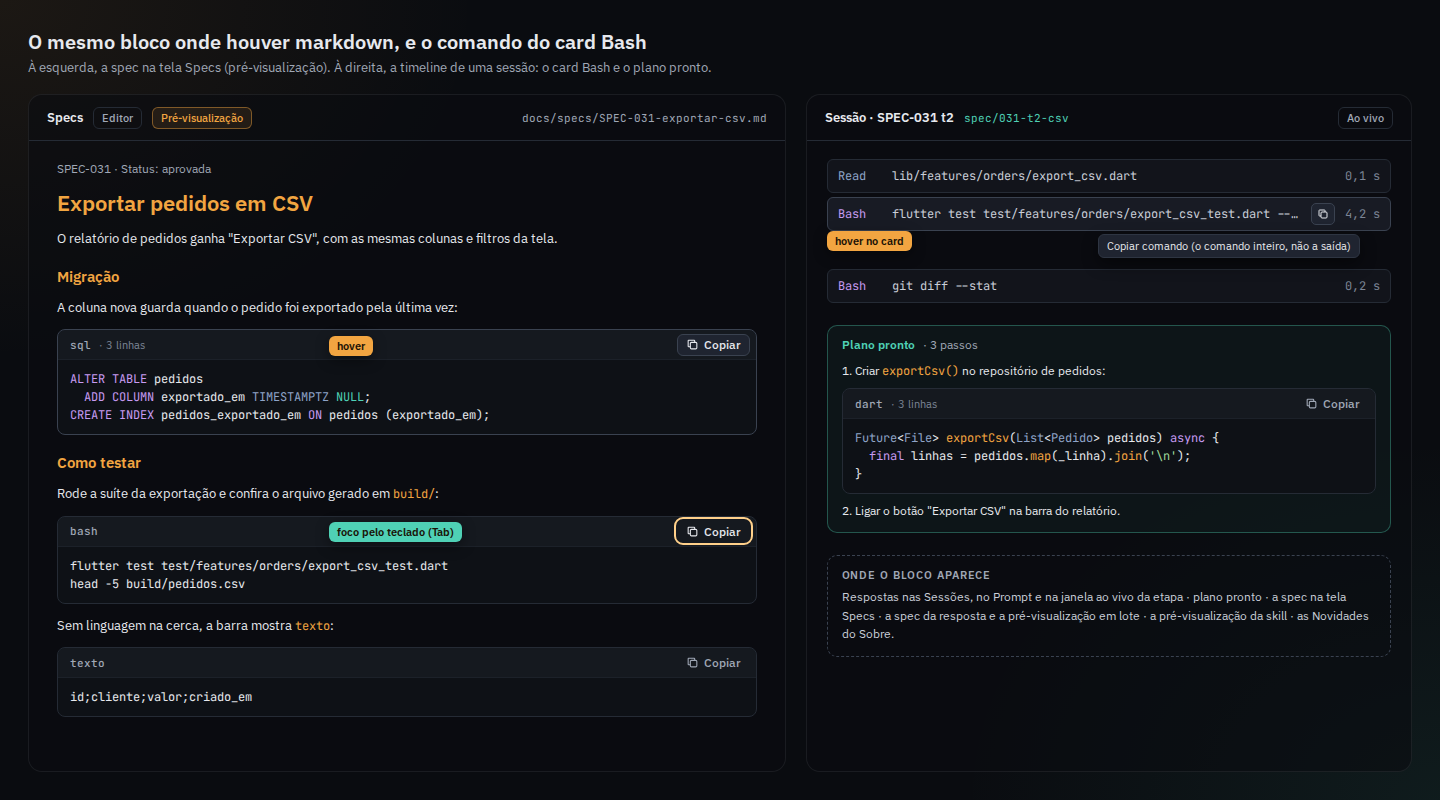 O mesmo bloco onde houver markdown, e o comando do card Bash
À esquerda, a spec na tela Specs (pré-visualização). À direita, a timeline de uma sessão: o card Bash e o plano pronto.
Specs Editor Pré-visualização docs/specs/SPEC-031-exportar-csv.md
SPEC-031 · Status: aprovada
Exportar pedidos em CSV
O relatório de pedidos ganha "Exportar CSV", com as mesmas colunas e filtros da tela.
Migração
A coluna nova guarda quando o pedido foi exportado pela última vez:
sql · 3 linhas hover Copiar
ALTER TABLE pedidos
  ADD COLUMN exportado_em TIMESTAMPTZ NULL;
CREATE INDEX pedidos_exportado_em ON pedidos (exportado_em);
Como testar
Rode a suíte da exportação e confira o arquivo gerado em build/:
bash foco pelo teclado (Tab) Copiar
flutter test test/features/orders/export_csv_test.dart
head -5 build/pedidos.csv
Sem linguagem na cerca, a barra mostra texto:
texto Copiar
id;cliente;valor;criado_em
Sessão · SPEC-031 t2 spec/031-t2-csv Ao vivo
Read lib/features/orders/export_csv.dart 0,1 s
Bash flutter test test/features/orders/export_csv_test.dart --… 4,2 s
hover no card
Copiar comando (o comando inteiro, não a saída)
Bash git diff --stat 0,2 s
Plano pronto · 3 passos
1. Criar exportCsv() no repositório de pedidos:
dart · 3 linhas Copiar
Future<File> exportCsv(List<Pedido> pedidos) async {
  final linhas = pedidos.map(_linha).join('\n');
}
2. Ligar o botão "Exportar CSV" na barra do relatório.
ONDE O BLOCO APARECE
Respostas nas Sessões, no Prompt e na janela ao vivo da etapa · plano pronto · a spec na tela
Specs · a spec da resposta e a pré-visualização em lote · a pré-visualização da skill · as Novidades
do Sobre.